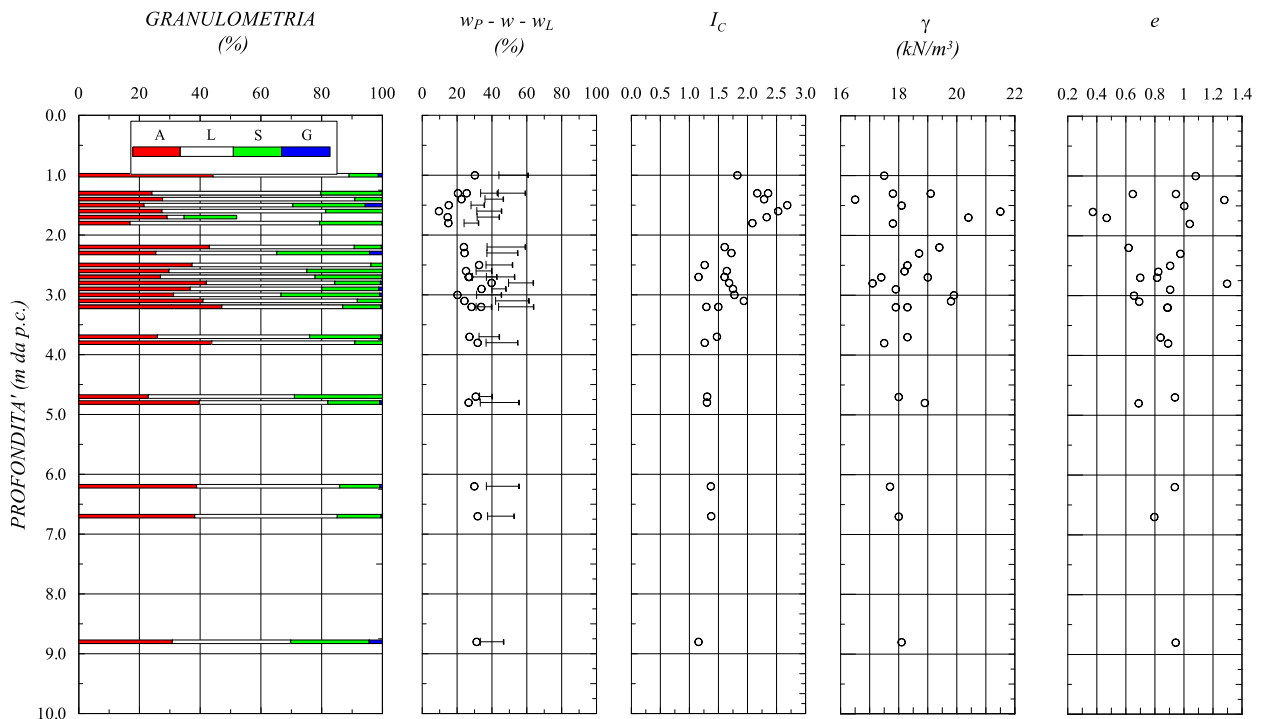 GRANULOMETRIA
(%)
w_P - w - w_L
(%)
I_C
γ
(kN/m³)
e
0 20 40 60 80 100
0 20 40 60 80 100
0.0 0.5 1.0 1.5 2.0 2.5 3.0
16 18 20 22
0.2 0.4 0.6 0.8 1 1.2 1.4
A L S G
PROFONDITA' (m da p.c.)
0.0
1.0
2.0
3.0
4.0
5.0
6.0
7.0
8.0
9.0
10.0